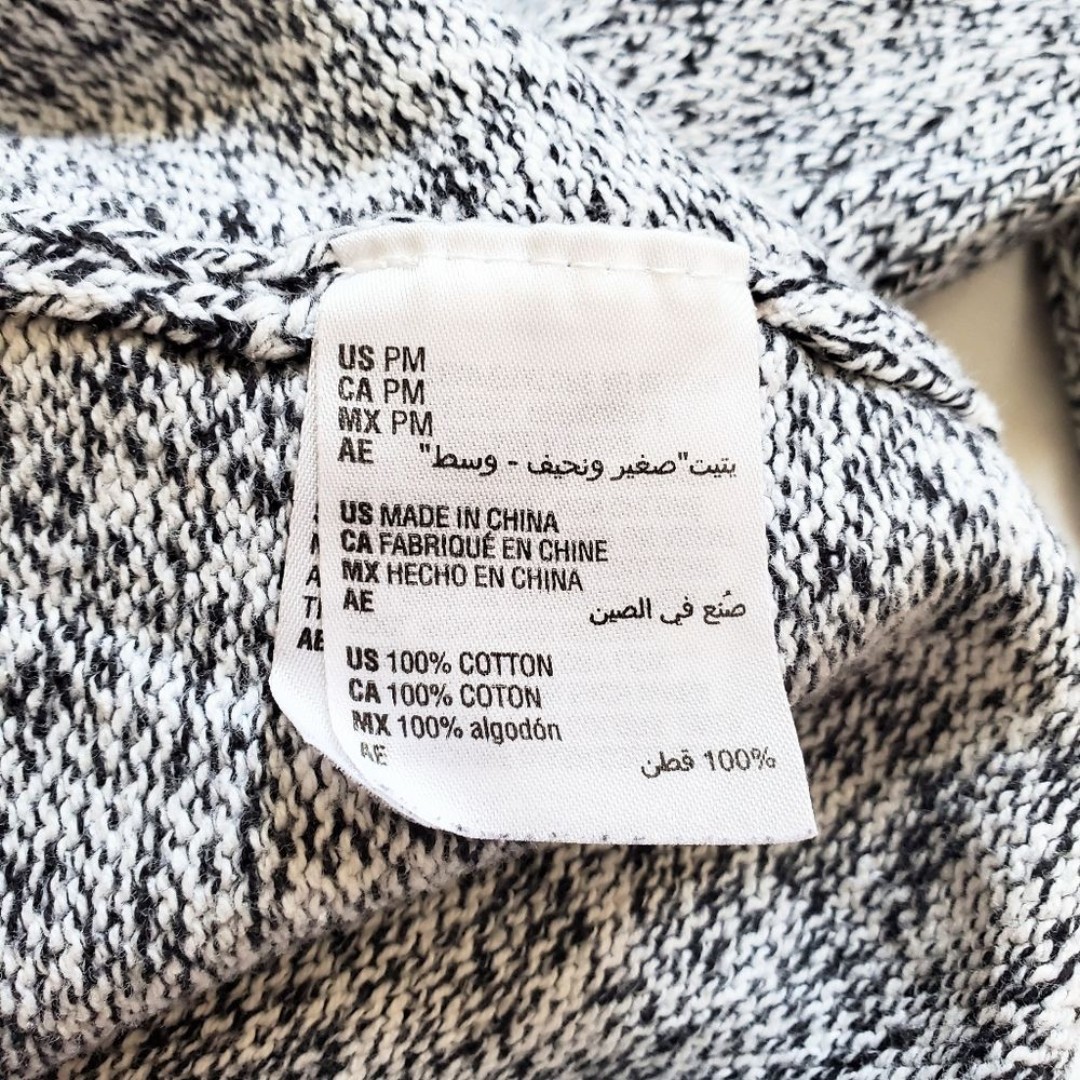 US PM
CA PM
MX PM
AE يتيت"صغير ونحيف - وسط"
US MADE IN CHINA
CA FABRIQUÉ EN CHINE
MX HECHO EN CHINA
AE صُنع في الصين
US 100% COTTON
CA 100% COTON
MX 100% algodón
AE 100% قطن